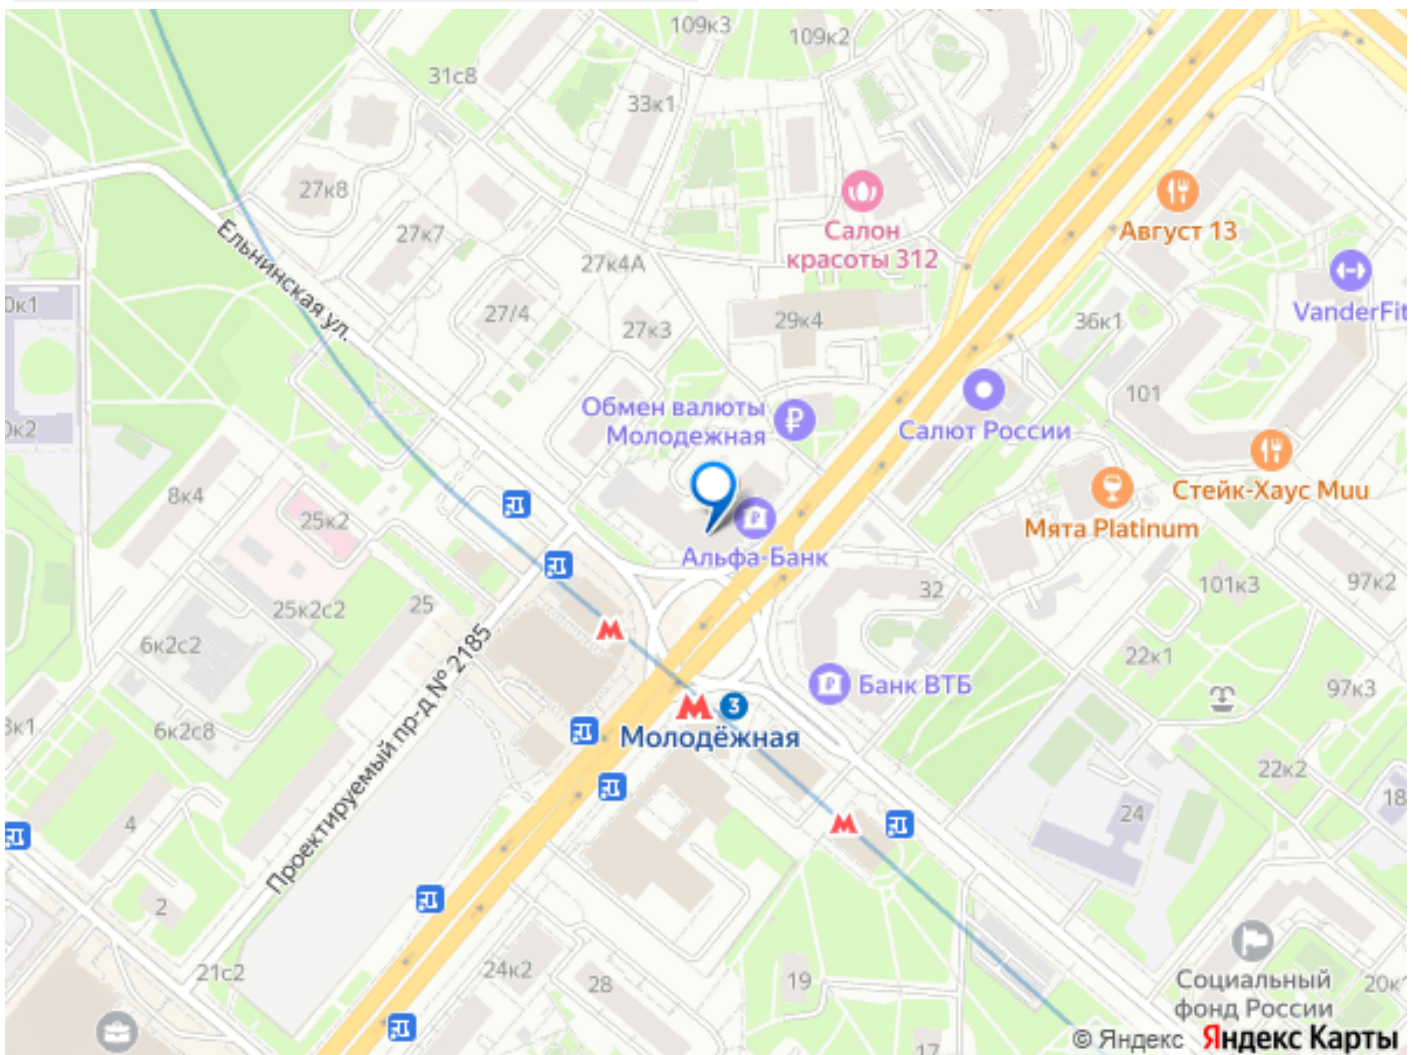 109к3
109к2
31с8
33к1
27к8
27к7
27к4А
Ельнинская ул.
Салон
красоты 312
Август 13
VanderFit
0к1
27/4
27к3
29к4
36к1
101
Обмен валюты
Молодежная
Салют России
0к2
8к4
25к2
Стейк-Хаус Muu
Мята Platinum
Альфа-Банк
101к3
97к2
32
25к2с2
25
6к2с2
22к1
Банк ВТБ
97к3
3
Молодёжная
3к1
6к2с8
Проектируемый пр-д № 2185
22к2
18
24
4
2
21с2
24к2
28
19
17
Социальный
фонд России
20к
© Яндекс Яндекс Карты